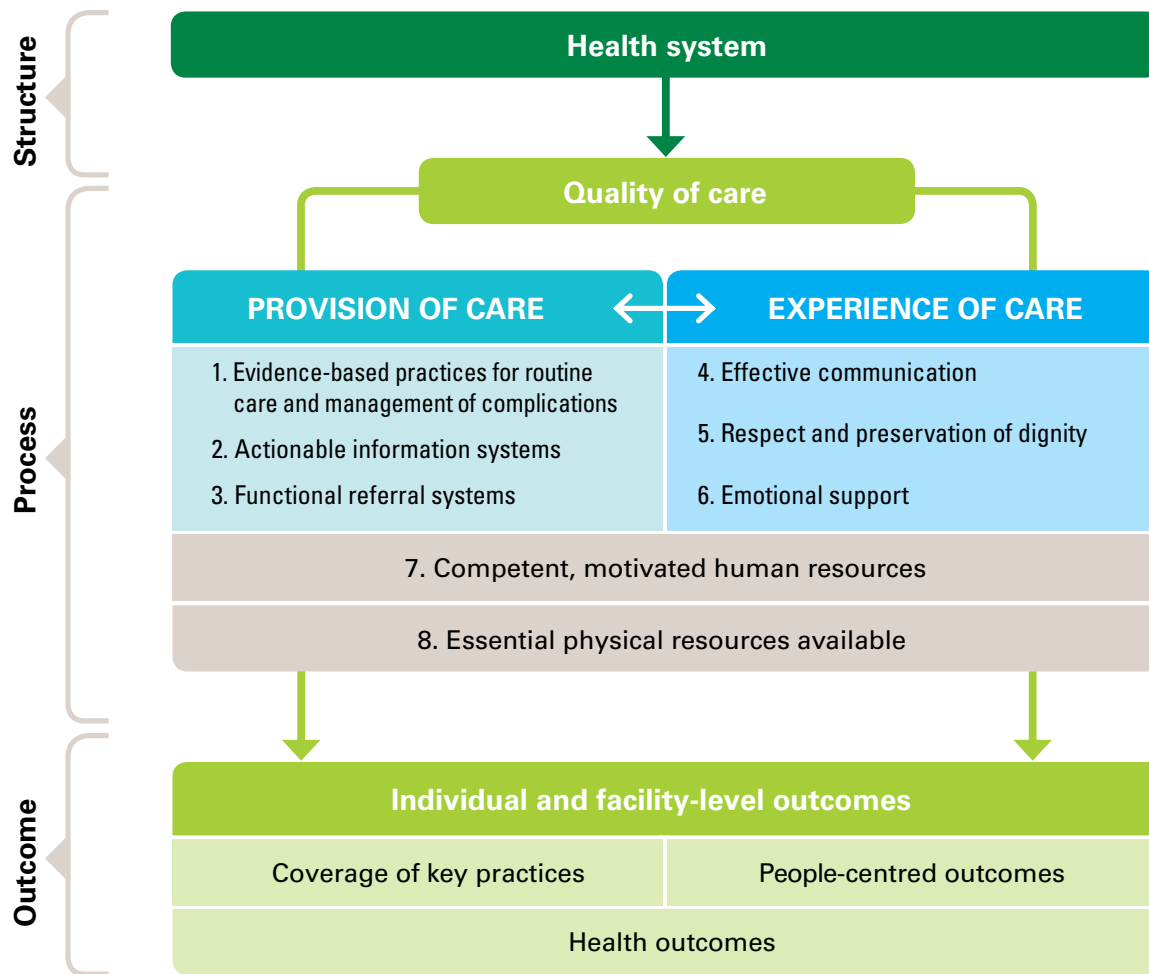 Structure
Health system
Process
Quality of care
PROVISION OF CARE
EXPERIENCE OF CARE
1. Evidence-based practices for routine
care and management of complications
2. Actionable information systems
3. Functional referral systems
4. Effective communication
5. Respect and preservation of dignity
6. Emotional support
7. Competent, motivated human resources
8. Essential physical resources available
Outcome
Individual and facility-level outcomes
Coverage of key practices
People-centred outcomes
Health outcomes